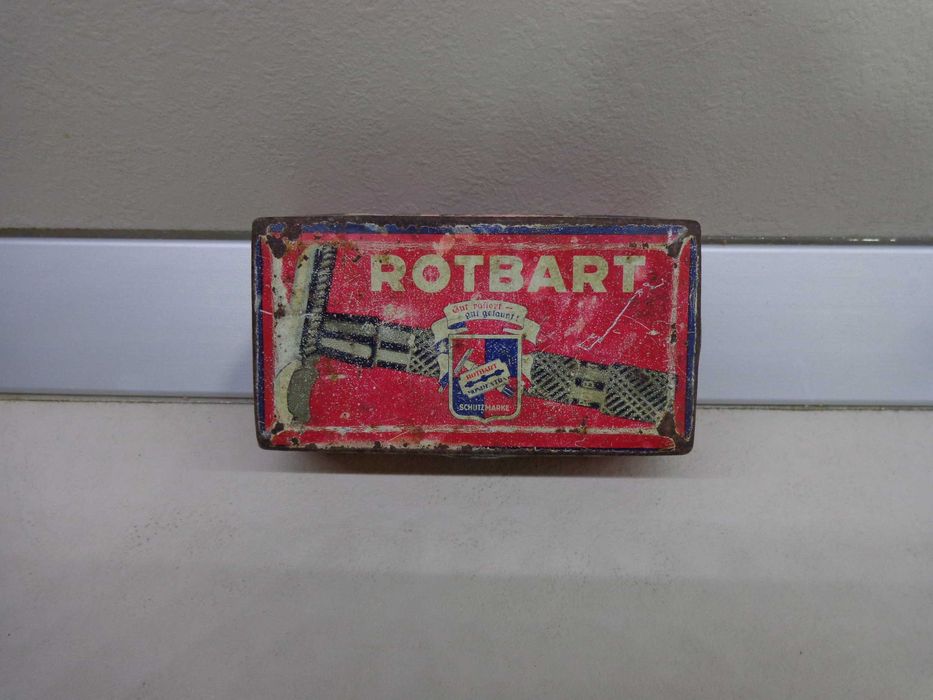 ROTBART
Gut rasiert –
gut gelaunt!
ROTBART
SCHUTZMARKE